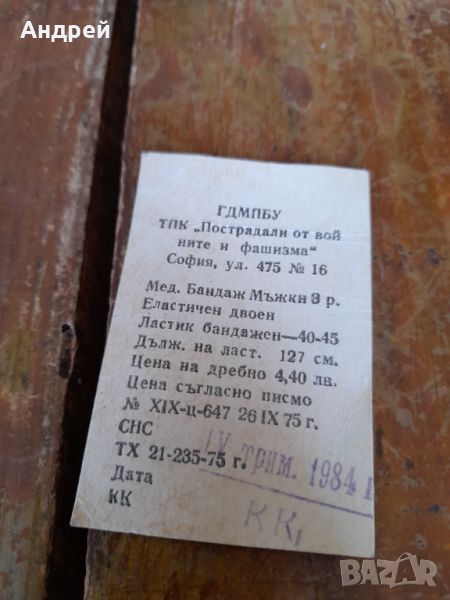 Андрей
ГДМПБУ
ТПК „Пострадали от вой
ните и фашизма“
София, ул. 475 № 16
Мед. Бандаж Мъжки 3 р.
Еластичен двоен
Ластик бандажен—40-45
Дълж. на ласт. 127 см.
Цена на дребно 4,40 лв.
Цена съгласно писмо
№ XIX-ц-647 26 IX 75 г.
СНС
IV трим. 1984 г
ТХ 21-235-75 г.
Дата
КК
КК1
BAZAR